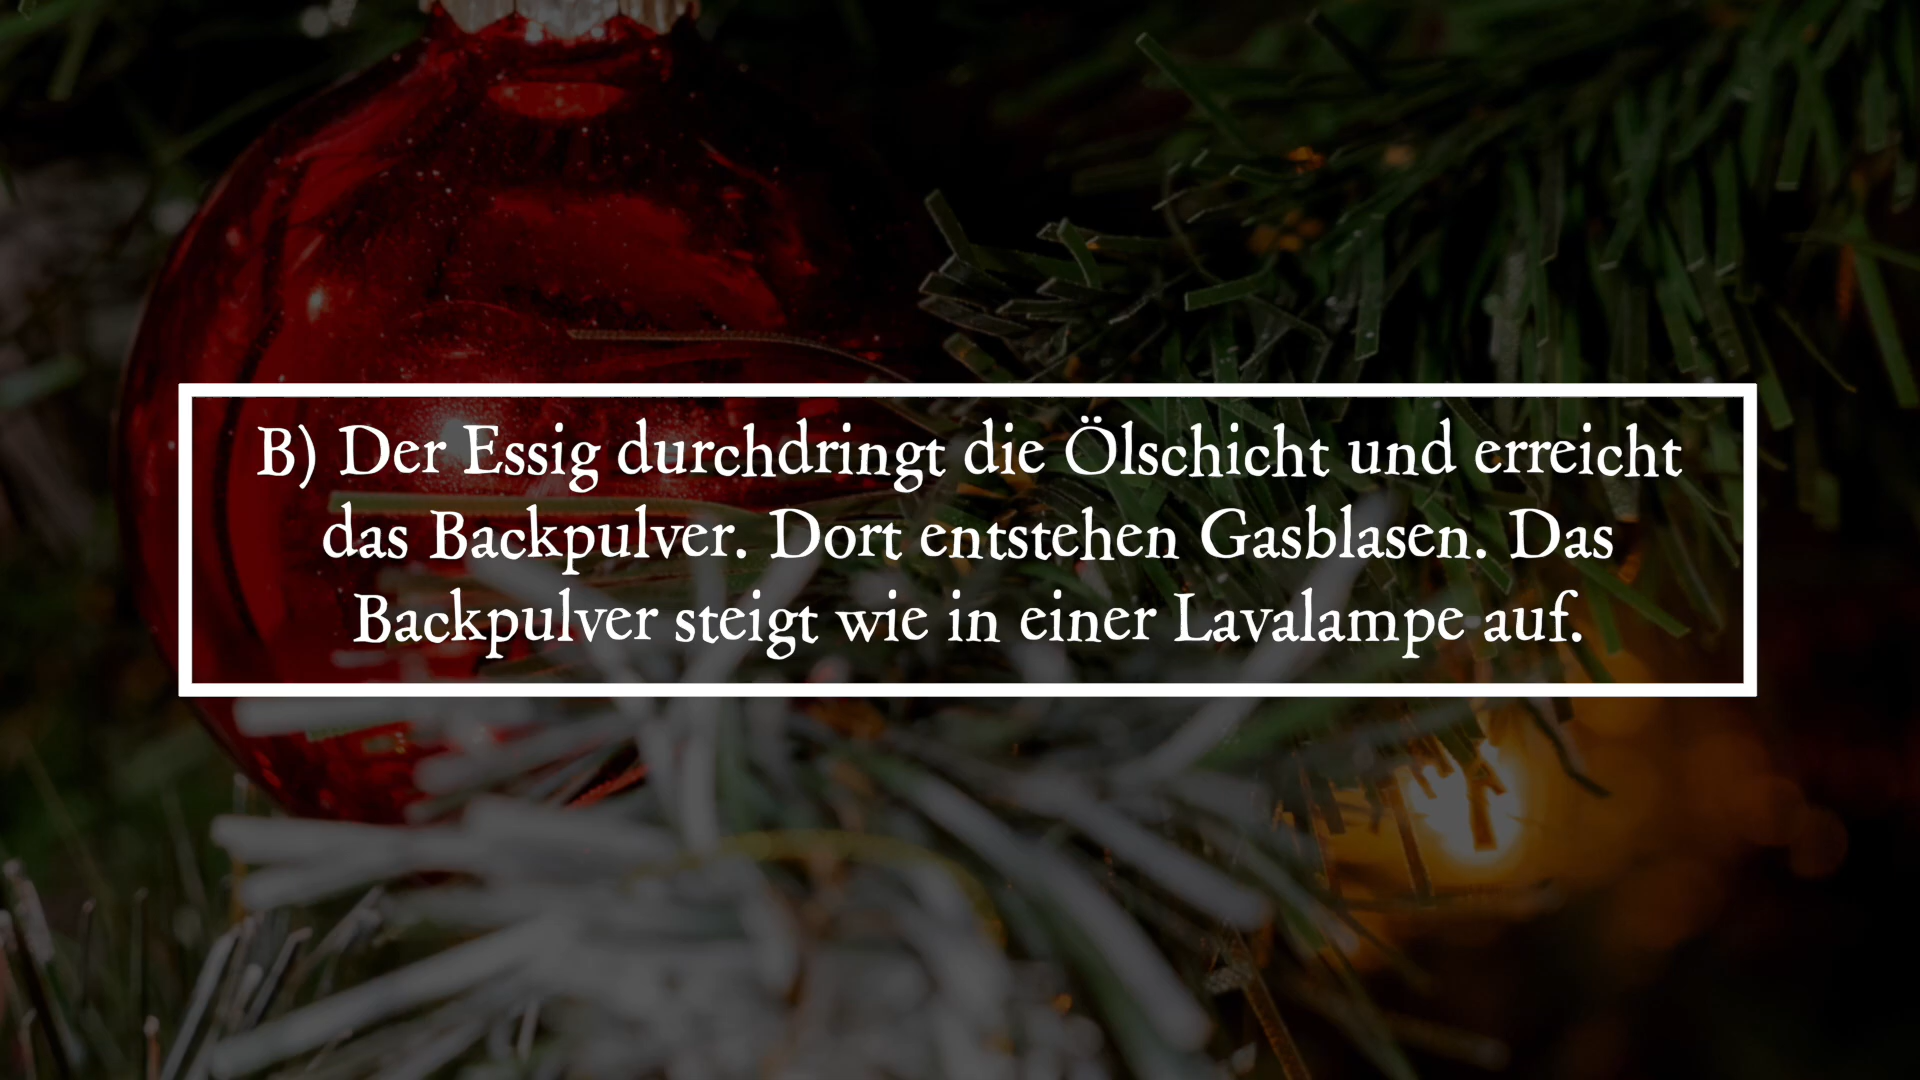 B) Der Essig durchdringt die Ölschicht und erreicht
das Backpulver. Dort entstehen Gasblasen. Das
Backpulver steigt wie in einer Lavalampe auf.